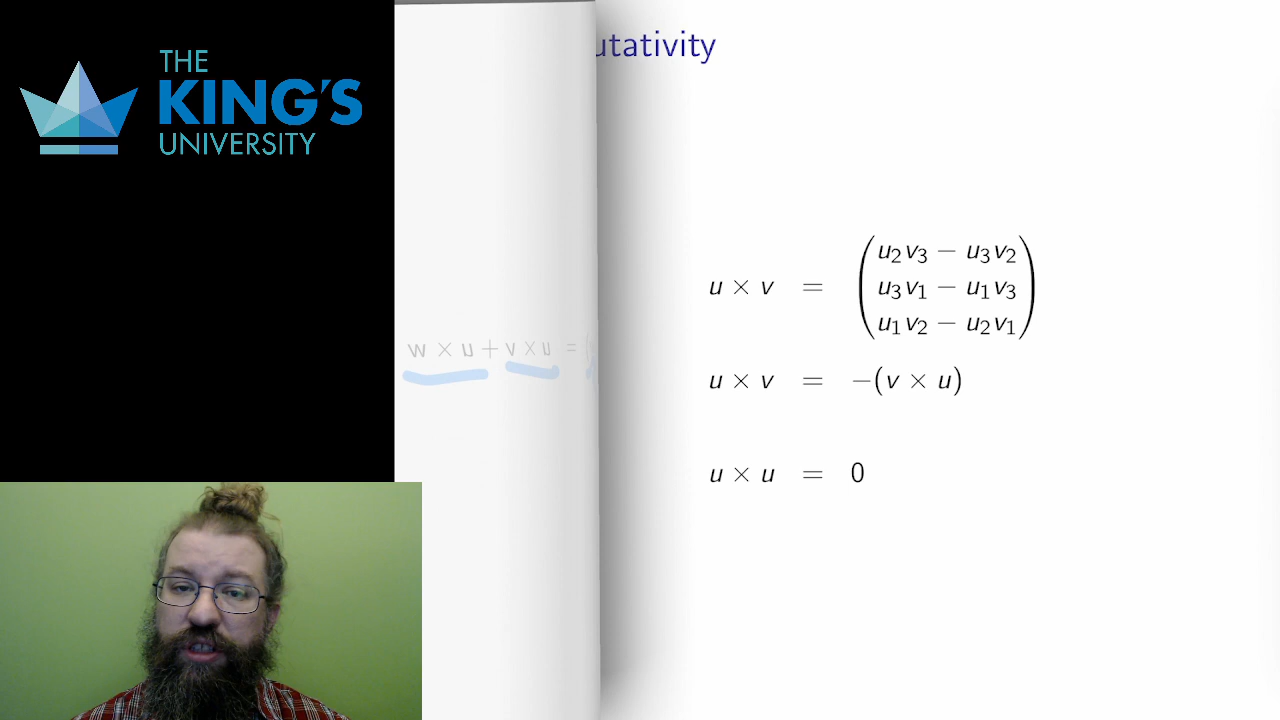 THE
KING'S
UNIVERSITY
utativity
u × v = (u₂v₃ − u₃v₂
u₃v₁ − u₁v₃
u₁v₂ − u₂v₁)
w × u + v × u =
u × v = −(v × u)
u × u = 0